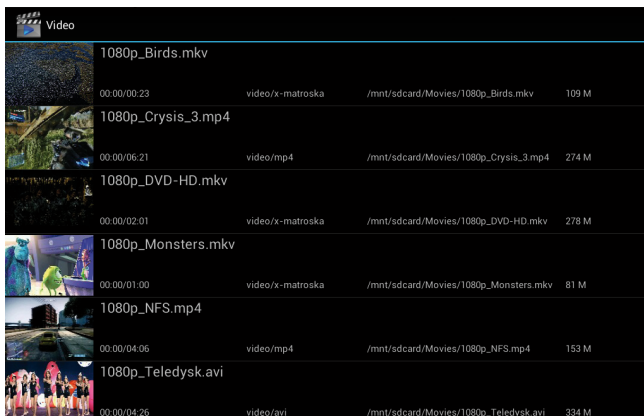 Video
1080p_Birds.mkv
00:00/00:23 video/x-matroska /mnt/sdcard/Movies/1080p_Birds.mkv 109 M
1080p_Crysis_3.mp4
00:00/06:21 video/mp4 /mnt/sdcard/Movies/1080p_Crysis_3.mp4 274 M
1080p_DVD-HD.mkv
00:00/02:01 video/x-matroska /mnt/sdcard/Movies/1080p_DVD-HD.mkv 278 M
1080p_Monsters.mkv
00:00/01:00 video/x-matroska /mnt/sdcard/Movies/1080p_Monsters.mkv 81 M
1080p_NFS.mp4
00:00/04:06 video/mp4 /mnt/sdcard/Movies/1080p_NFS.mp4 153 M
1080p_Teledysk.avi
00:00/04:26 video/avi /mnt/sdcard/Movies/1080p_Teledysk.avi 334 M